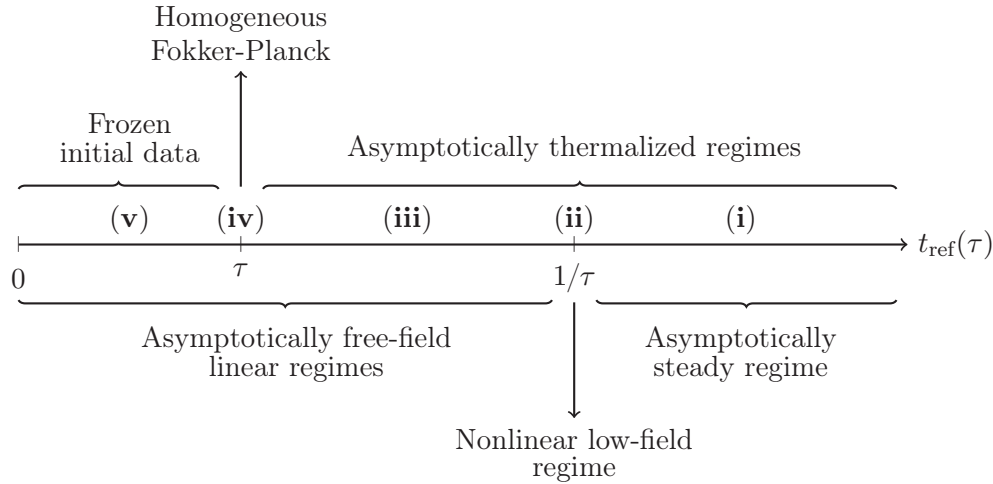 Homogeneous
Fokker-Planck
Frozen
initial data
Asymptotically thermalized regimes
(v)
(iv)
(iii)
(ii)
(i)
t_ref(τ)
0
τ
1/τ
Asymptotically free-field
linear regimes
Asymptotically
steady regime
Nonlinear low-field
regime